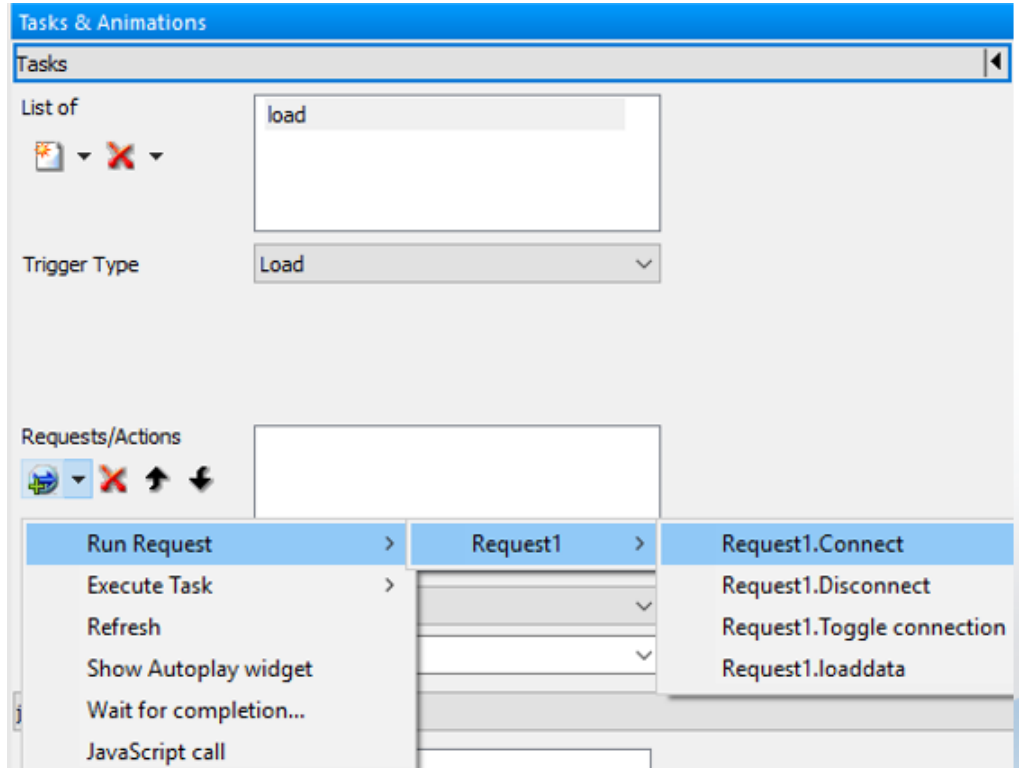 Tasks & Animations
Tasks
List of
load
Trigger Type
Load
Requests/Actions
Run Request
Request1
Request1.Connect
Execute Task
Request1.Disconnect
Refresh
Request1.Toggle connection
Show Autoplay widget
Request1.loaddata
Wait for completion...
JavaScript call